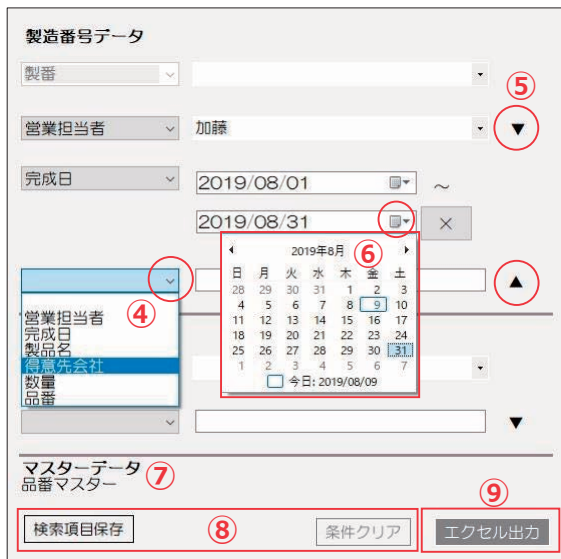 製造番号データ
製番
⑤
営業担当者 加藤 ▼
完成日 2019/08/01 ～
2019/08/31 ×
2019年8月 ⑥
日 月 火 水 木 金 土
28 29 30 31 1 2 3
4 5 6 7 8 9 10
11 12 13 14 15 16 17
18 19 20 21 22 23 24
25 26 27 28 29 30 31
1 2 3 4 5 6 7
今日: 2019/08/09
▲
④
営業担当者
完成日
製品名
得意先会社
数量
品番
▼
マスターデータ ⑦
品番マスター
⑨
検索項目保存 ⑧ 条件クリア エクセル出力